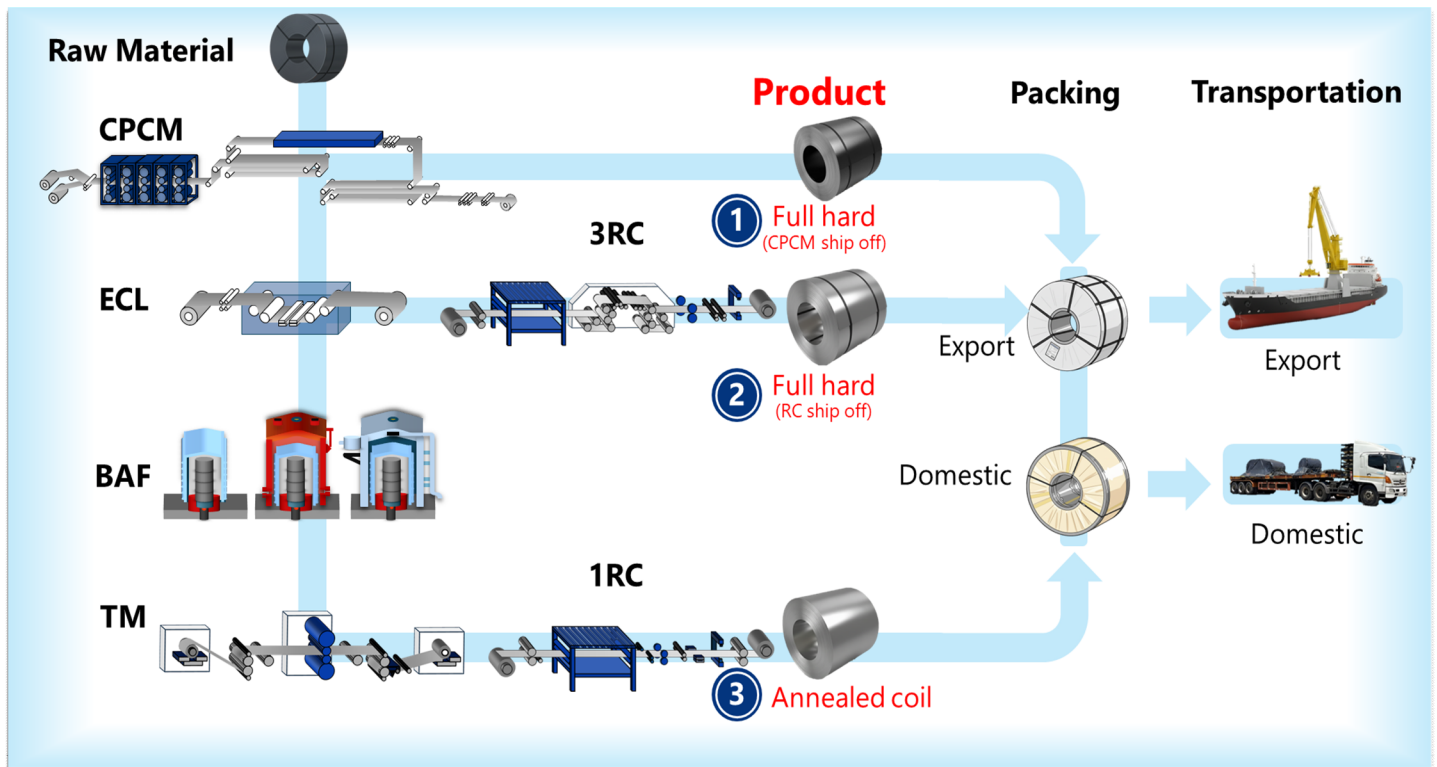 Raw Material
Product
Packing
Transportation
CPCM
1
Full hard
(CPCM ship off)
3RC
ECL
Export
Export
2
Full hard
(RC ship off)
BAF
Domestic
Domestic
1RC
TM
3
Annealed coil